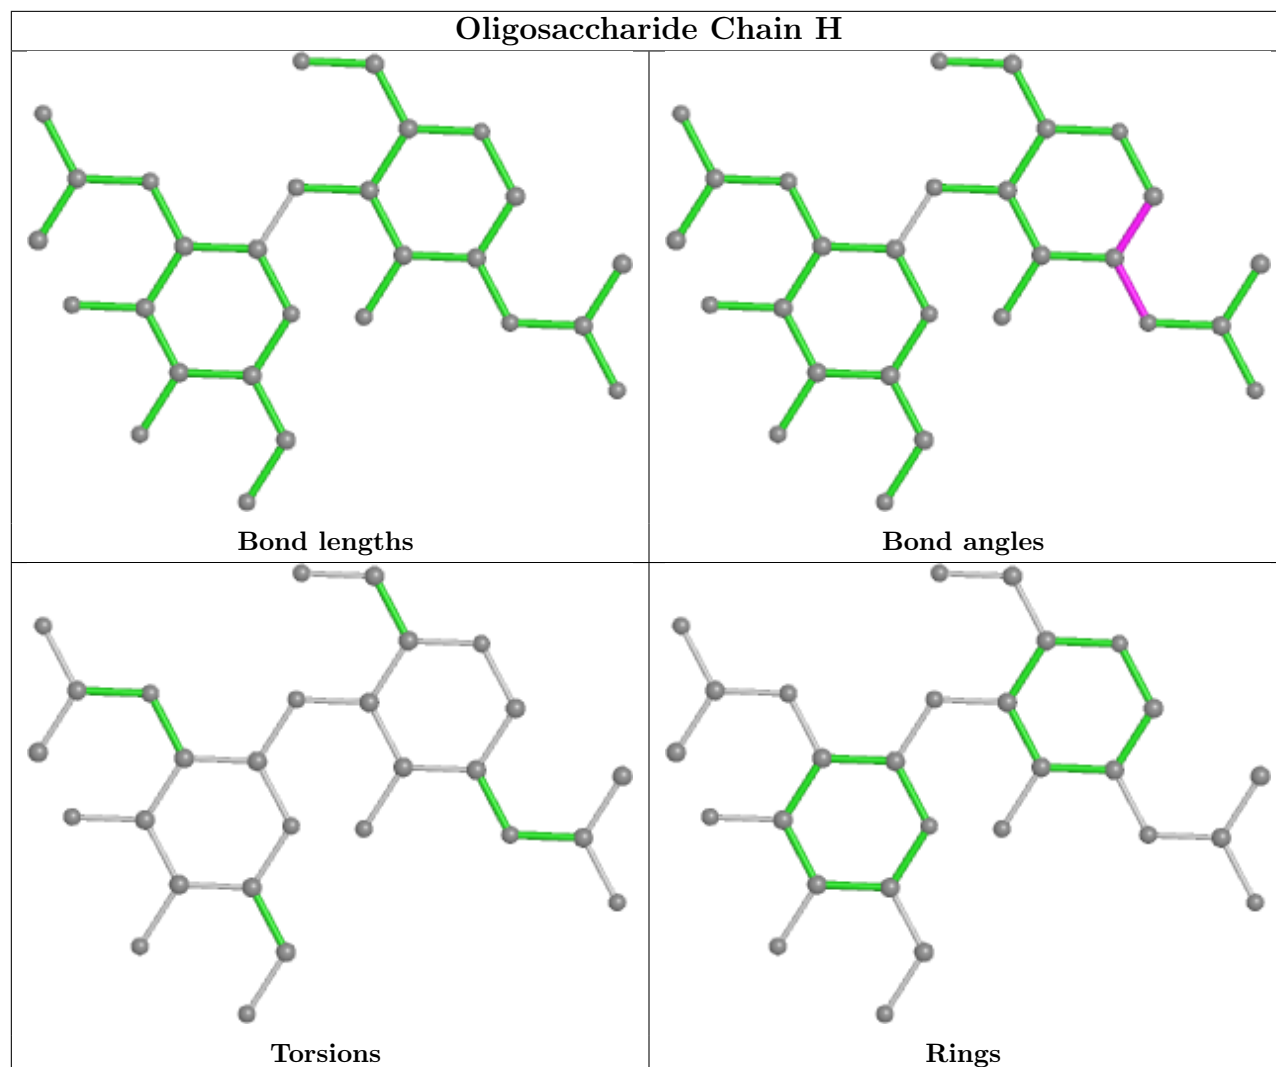 Oligosaccharide Chain H
Bond lengths
Bond angles
Torsions
Rings